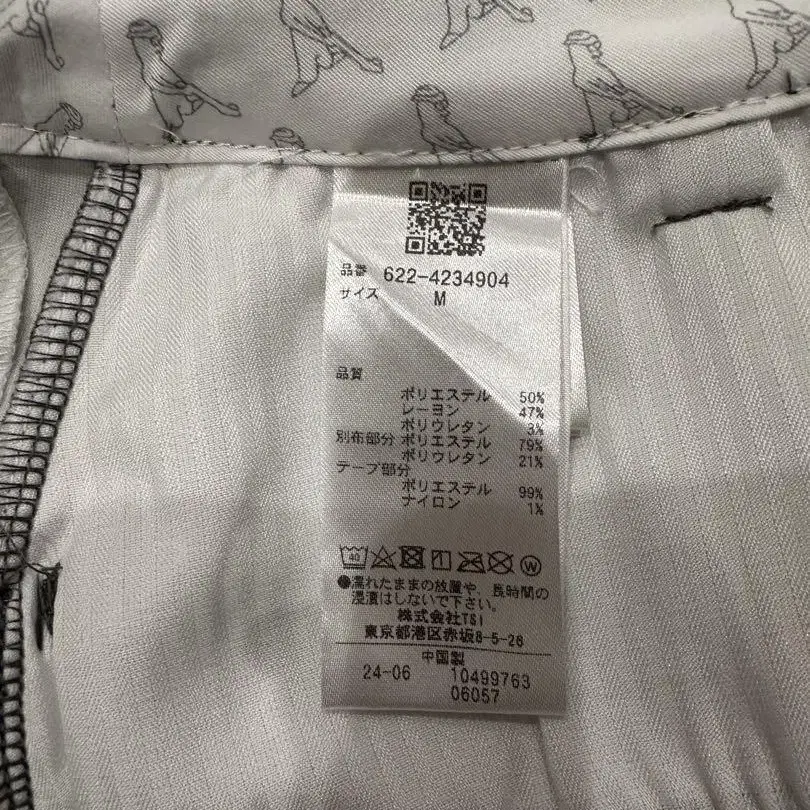 品番 622-4234904
サイズ M
品質
ポリエステル 50%
レーヨン 47%
ポリウレタン 3%
別布部分 ポリエステル 79%
ポリウレタン 21%
テープ部分
ポリエステル 99%
ナイロン 1%
40 W
●濡れたままの放置や、長時間の
浸漬はしないで下さい。
株式会社TSI
東京都港区赤坂8-5-26
中国製
24-06 10499763
06057